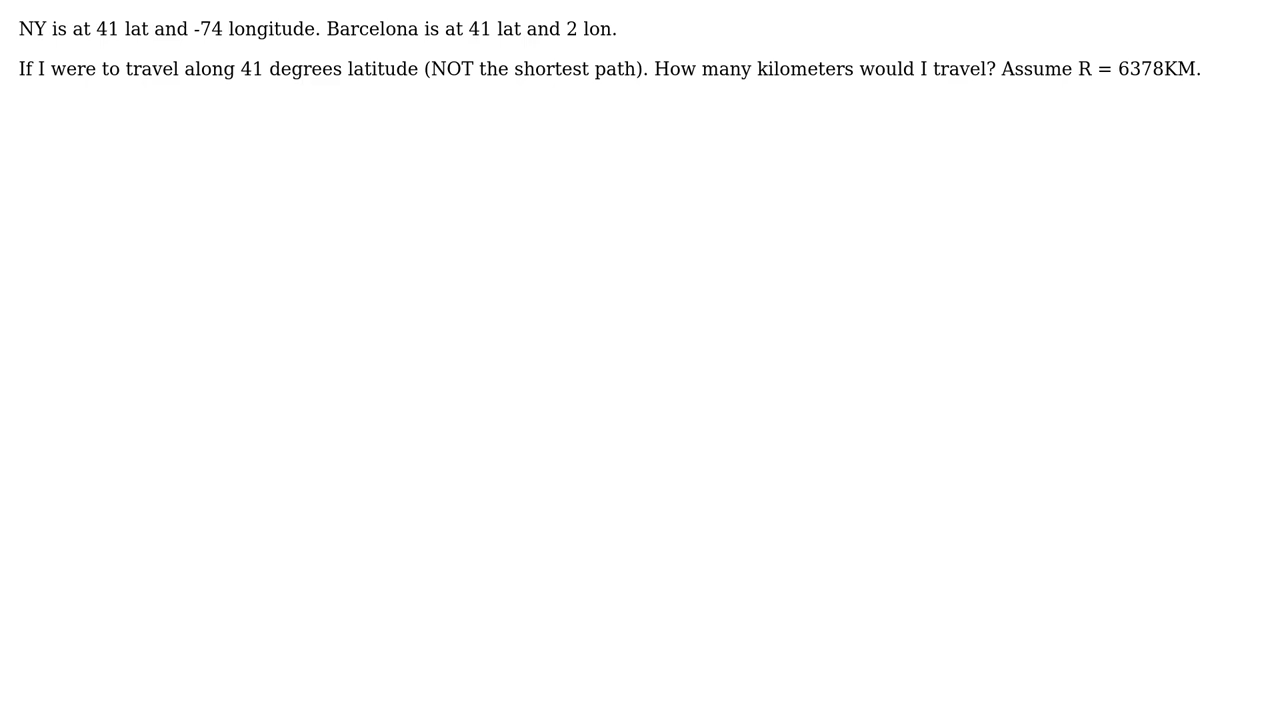 NY is at 41 lat and -74 longitude. Barcelona is at 41 lat and 2 lon.
If I were to travel along 41 degrees latitude (NOT the shortest path). How many kilometers would I travel? Assume R = 6378KM.